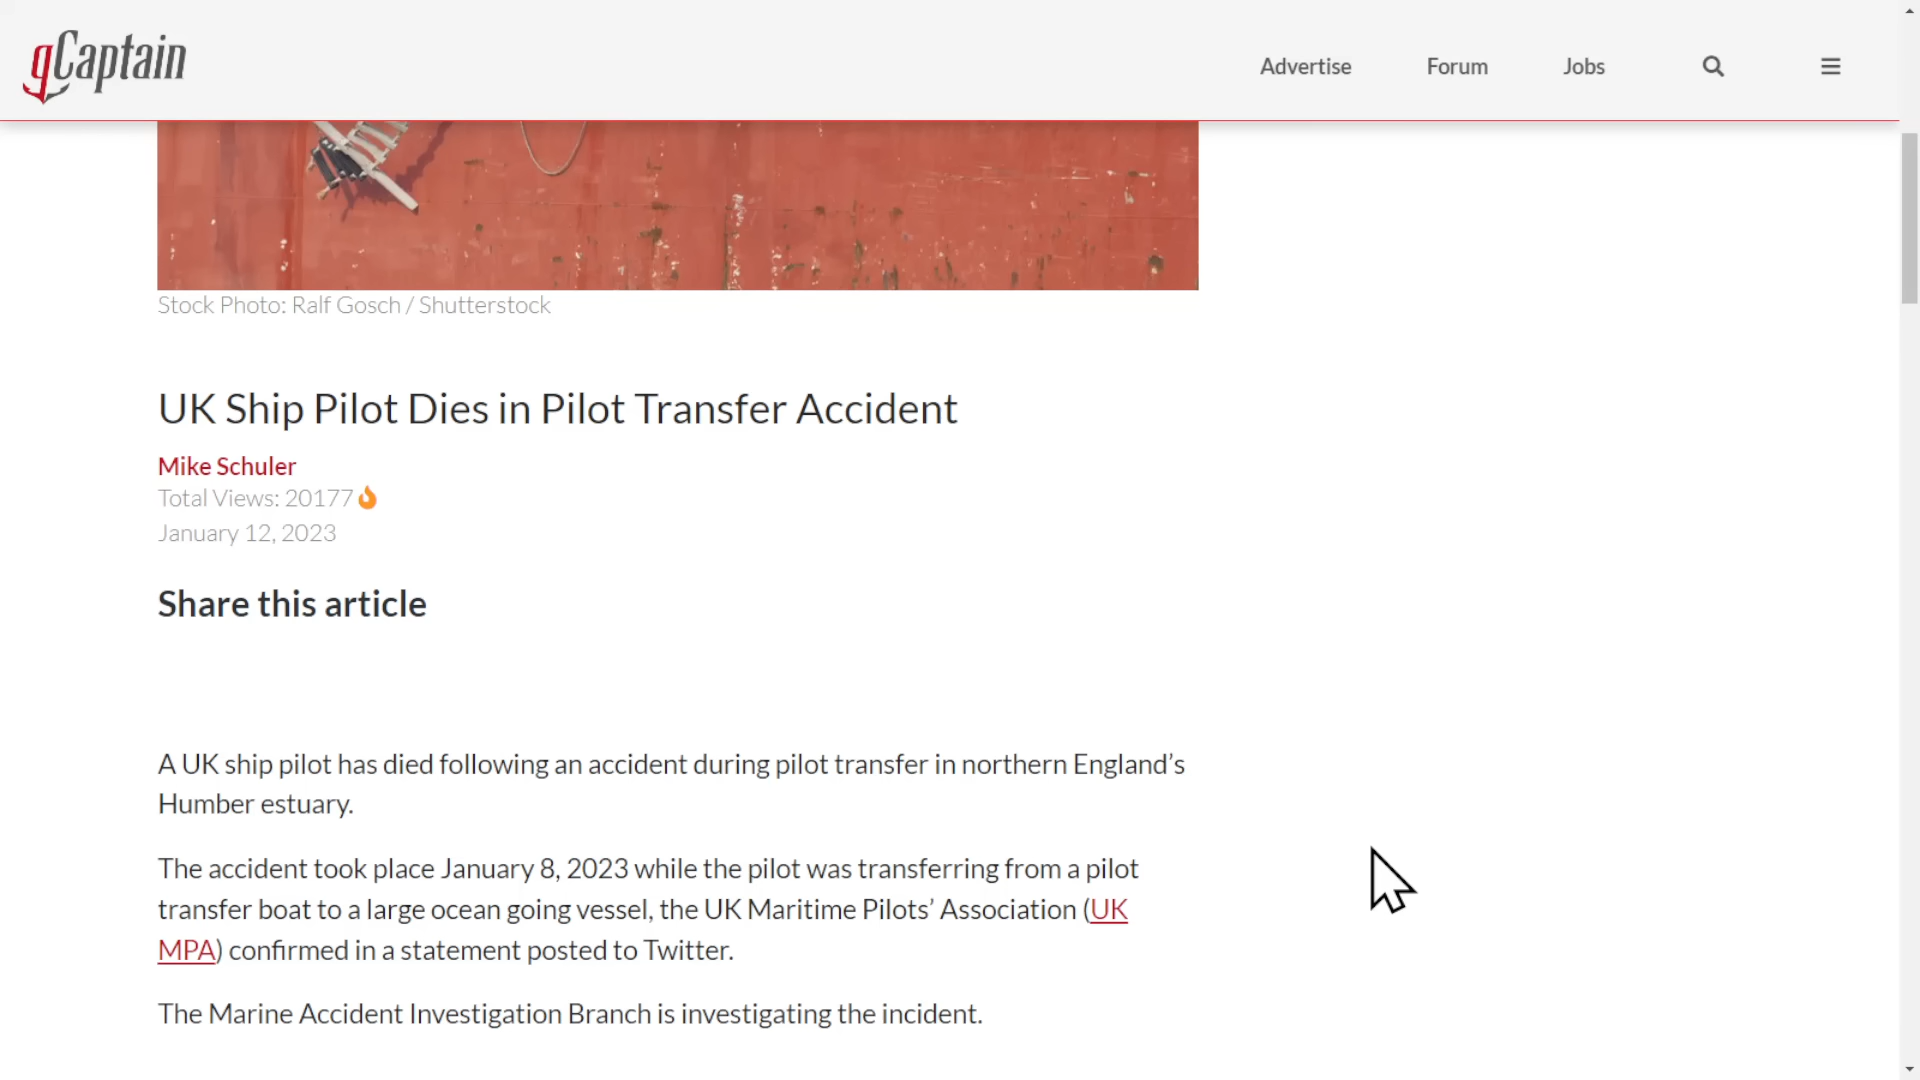 gCaptain
Advertise
Forum
Jobs
Stock Photo: Ralf Gosch / Shutterstock
UK Ship Pilot Dies in Pilot Transfer Accident
Mike Schuler
Total Views: 20177
January 12, 2023
Share this article
A UK ship pilot has died following an accident during pilot transfer in northern England’s
Humber estuary.
The accident took place January 8, 2023 while the pilot was transferring from a pilot
transfer boat to a large ocean going vessel, the UK Maritime Pilots’ Association (UK
MPA) confirmed in a statement posted to Twitter.
The Marine Accident Investigation Branch is investigating the incident.